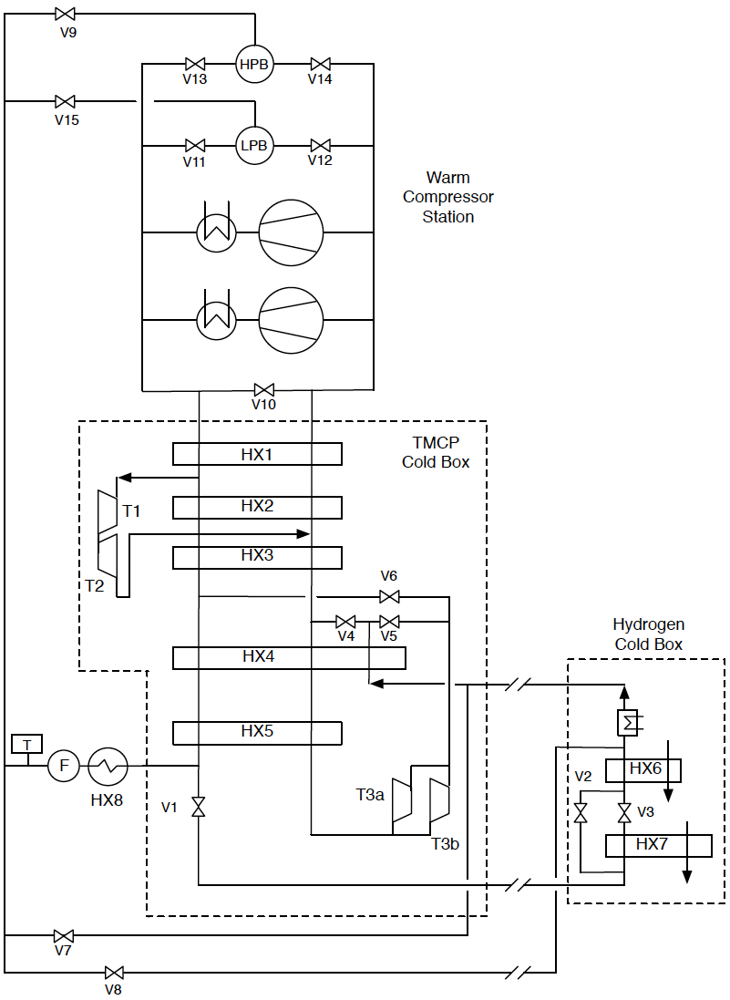 V9
HPB
V13
V14
V15
LPB
V11
V12
Warm
Compressor
Station
V10
TMCP
Cold Box
HX1
HX2
T1
HX3
T2
V6
V4
V5
Hydrogen
Cold Box
HX4
HX5
T
F
HX8
V1
T3a
T3b
V2
HX6
V3
HX7
V7
V8